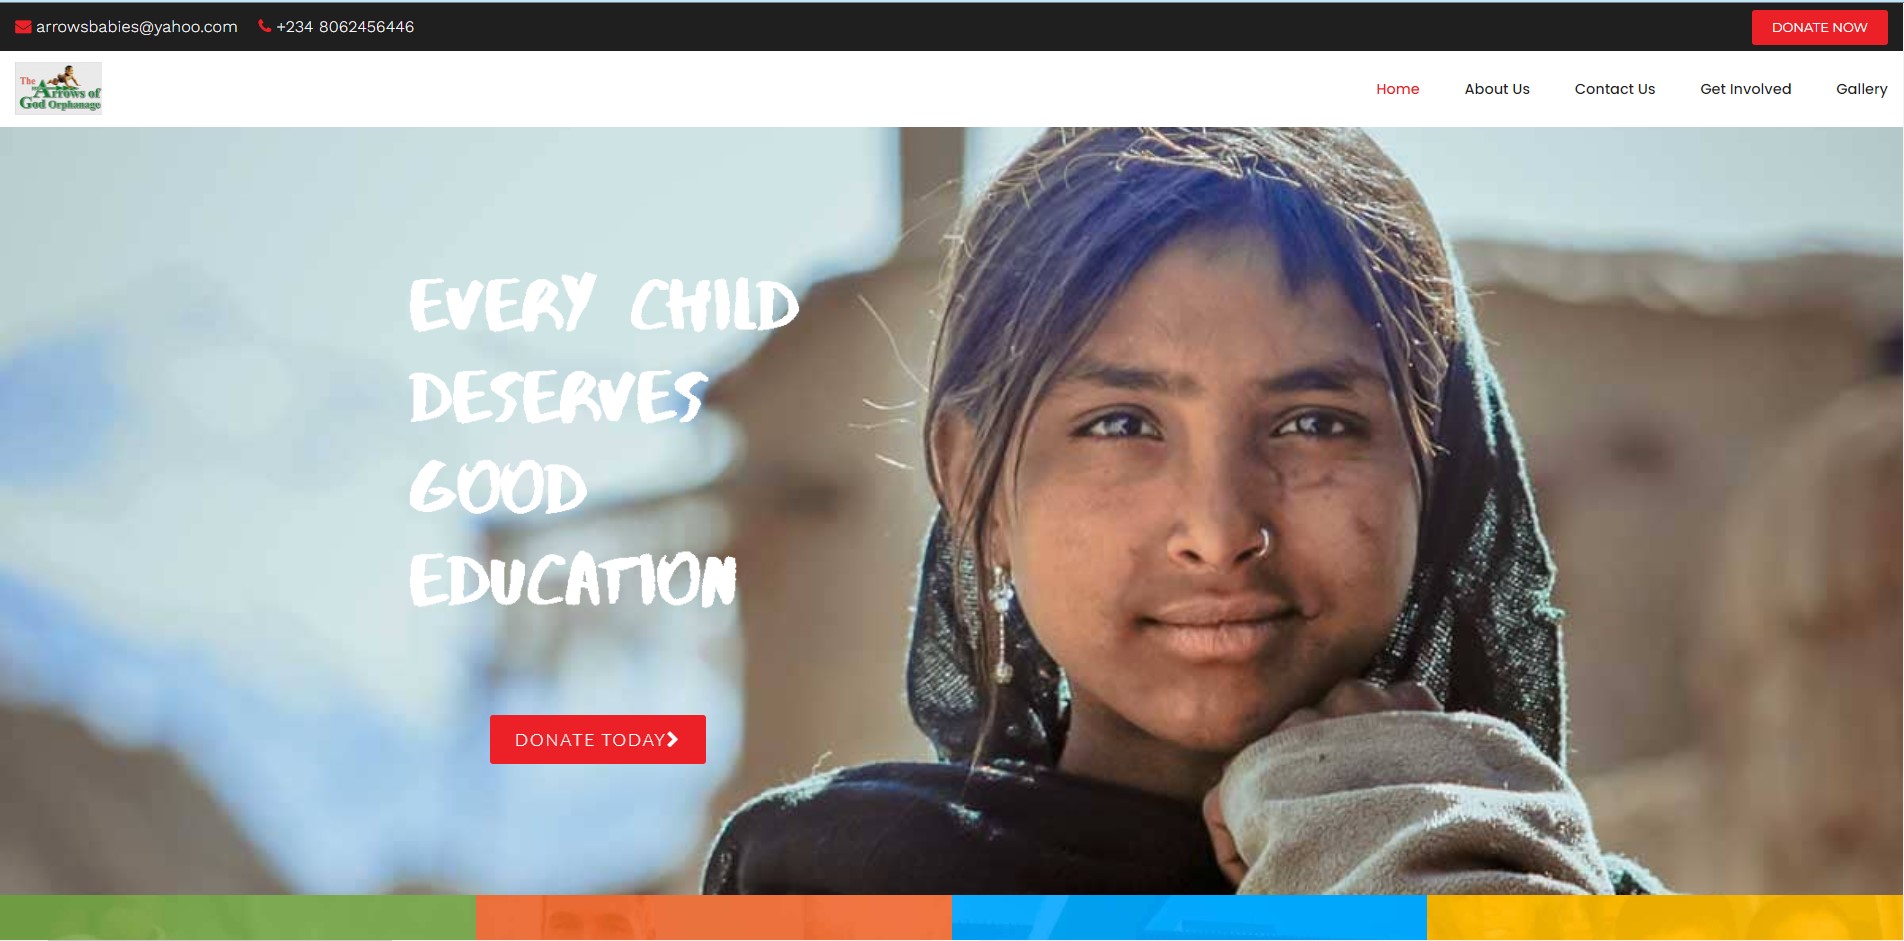 arrowsbabies@yahoo.com +234 8062456446 DONATE NOW
The
Arrows of
God Orphanage
Home About Us Contact Us Get Involved Gallery
EVERY CHILD
DESERVES
GOOD
EDUCATION
DONATE TODAY